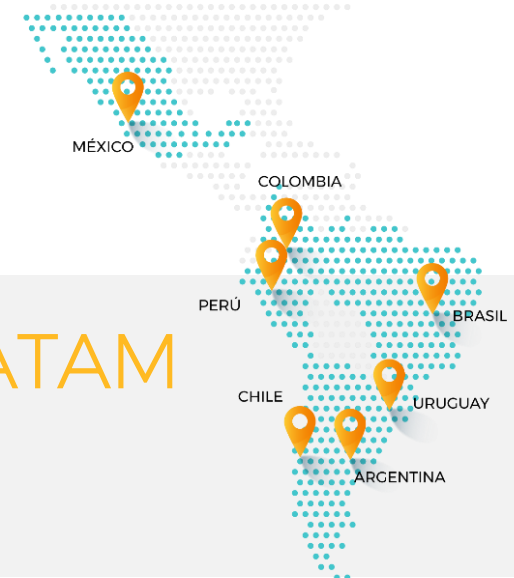 MÉXICO
COLOMBIA
PERÚ
BRASIL
ATAM
CHILE
URUGUAY
ARGENTINA